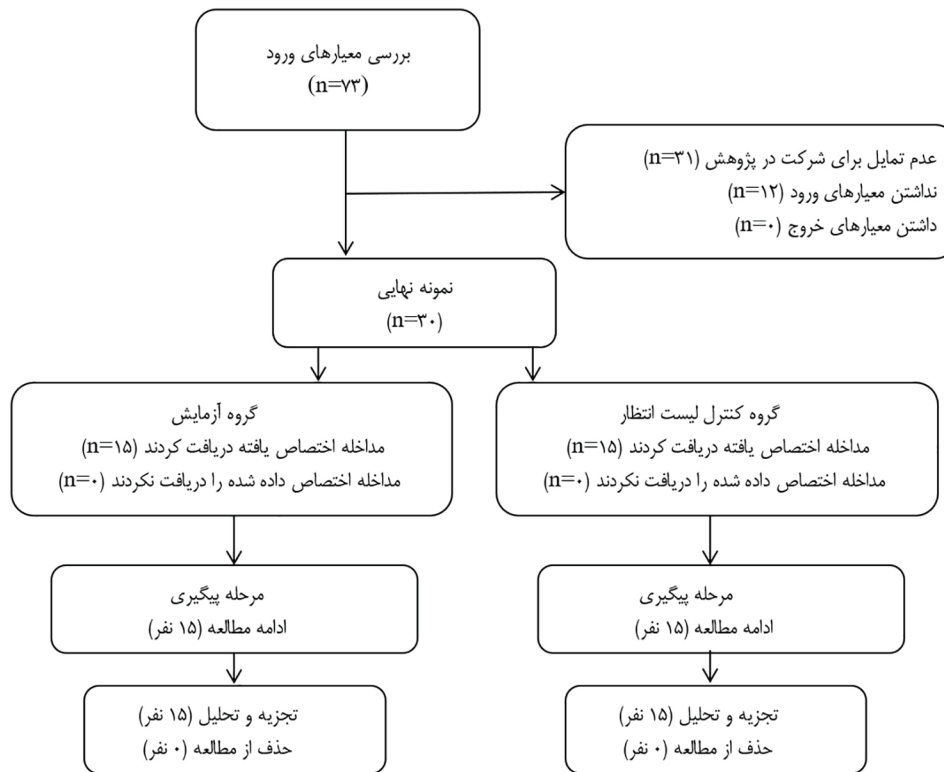 بررسی معیارهای ورود
(n=۷۳)
عدم تمایل برای شرکت در پژوهش (n=۳۱)
نداشتن معیارهای ورود (n=۱۲)
داشتن معیارهای خروج (n=۰)
نمونه نهایی
(n=۳۰)
گروه کنترل لیست انتظار
مداخله اختصاص یافته دریافت کردند (n=۱۵)
مداخله اختصاص داده شده را دریافت نکردند (n=۰)
گروه آزمایش
مداخله اختصاص یافته دریافت کردند (n=۱۵)
مداخله اختصاص داده شده را دریافت نکردند (n=۰)
مرحله پیگیری
ادامه مطالعه (۱۵ نفر)
مرحله پیگیری
ادامه مطالعه (۱۵ نفر)
تجزیه و تحلیل (۱۵ نفر)
حذف از مطالعه (۰ نفر)
تجزیه و تحلیل (۱۵ نفر)
حذف از مطالعه (۰ نفر)